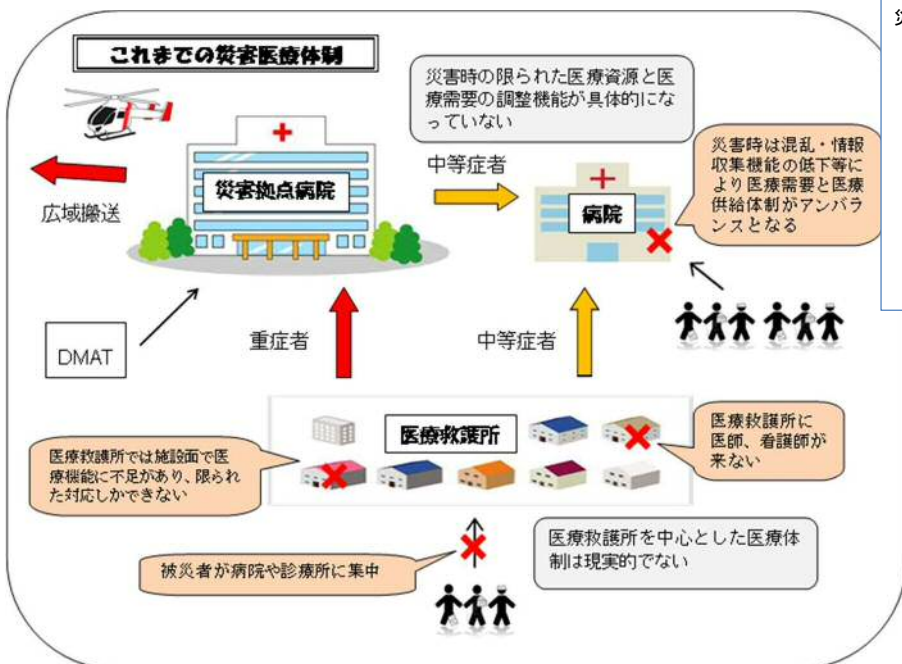 これまでの災害医療体制
災
災害時の限られた医療資源と医
療需要の調整機能が具体的にな
っていない
災害時は混乱・情報
収集機能の低下等に
より医療需要と医療
供給体制がアンバラ
ンスとなる
災害拠点病院
中等症者
病院
広域搬送
DMAT
重症者
中等症者
医療救護所
医療救護所では施設面で医
療機能に不足があり、限られ
た対応しかできない
医療救護所に
医師、看護師が
来ない
医療救護所を中心とした医療体
制は現実的でない
被災者が病院や診療所に集中